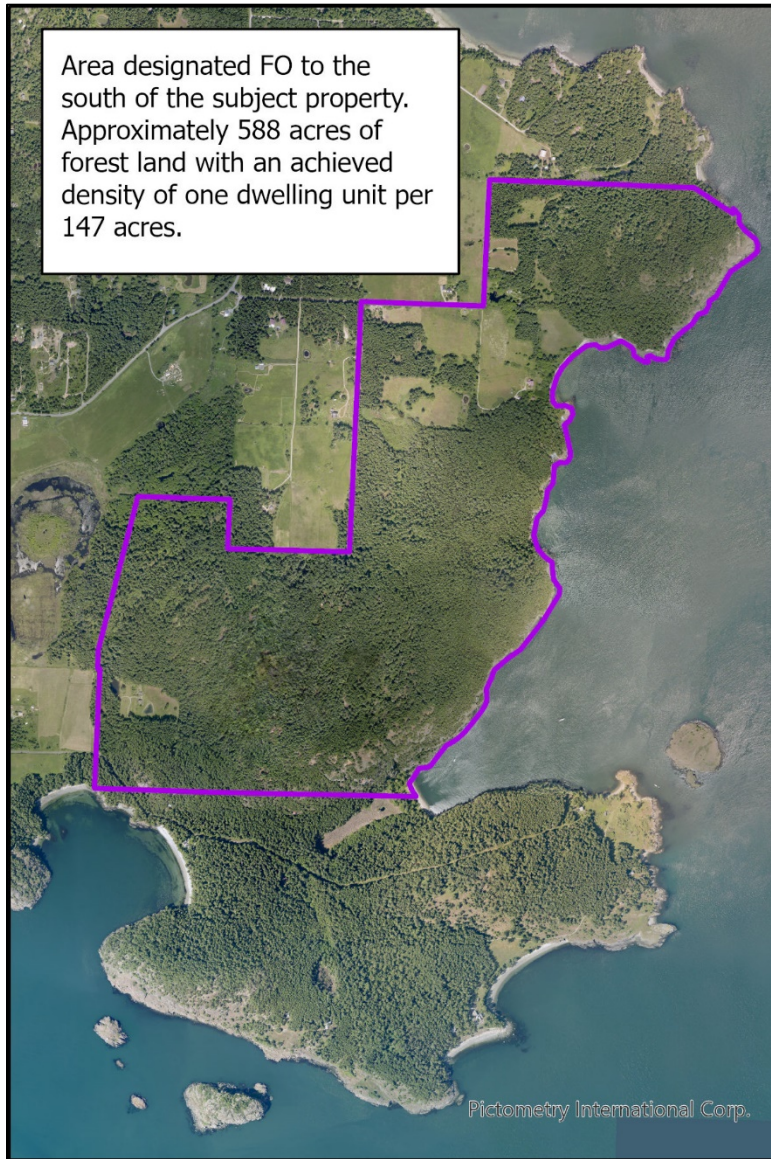 Area designated FO to the
south of the subject property.
Approximately 588 acres of
forest land with an achieved
density of one dwelling unit per
147 acres.
Pictometry International Corp.